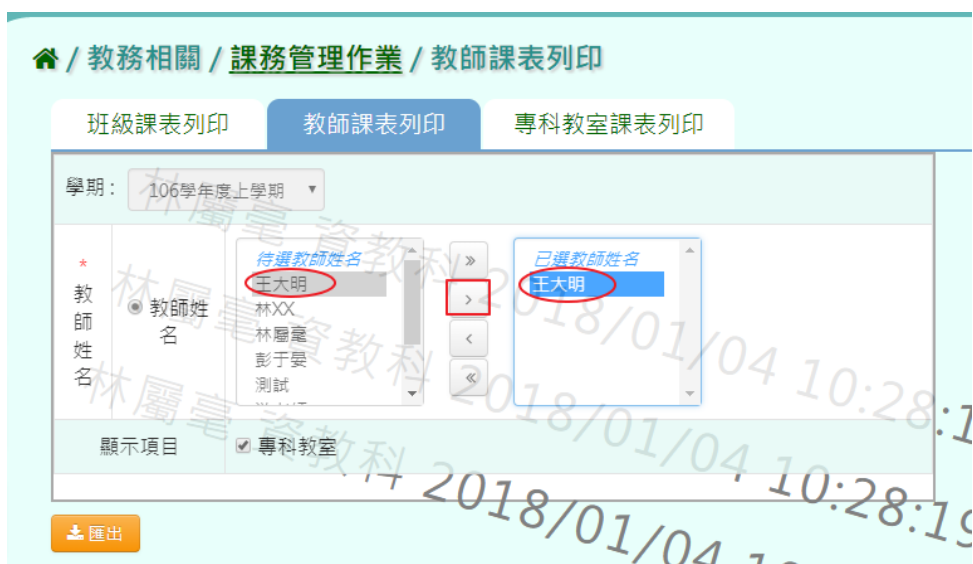 / 教務相關 / 課務管理作業 / 教師課表列印
班級課表列印 教師課表列印 專科教室課表列印
學期： 106學年度上學期
* 教師姓名
教師姓名
待選教師姓名
王大明
林XX
林屬毫
彭于晏
測試
» 
>
<
«
已選教師姓名
王大明
顯示項目 專科教室
匯出
林屬毫 資教科 2018/01/04 10:28:19